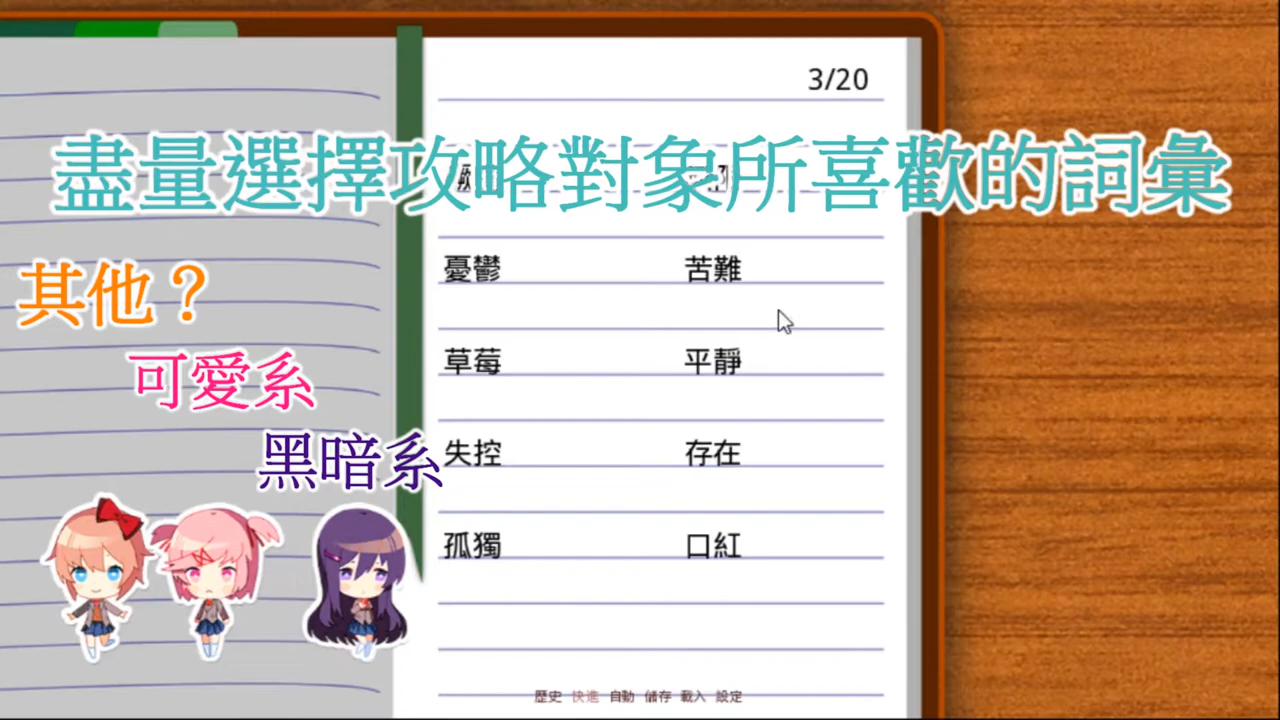 3/20
盡量選擇攻略對象所喜歡的詞彙
憂鬱 苦難
其他？
草莓 平靜
可愛系
失控 存在
黑暗系
孤獨 口紅
歷史 快進 自動 儲存 載入 設定